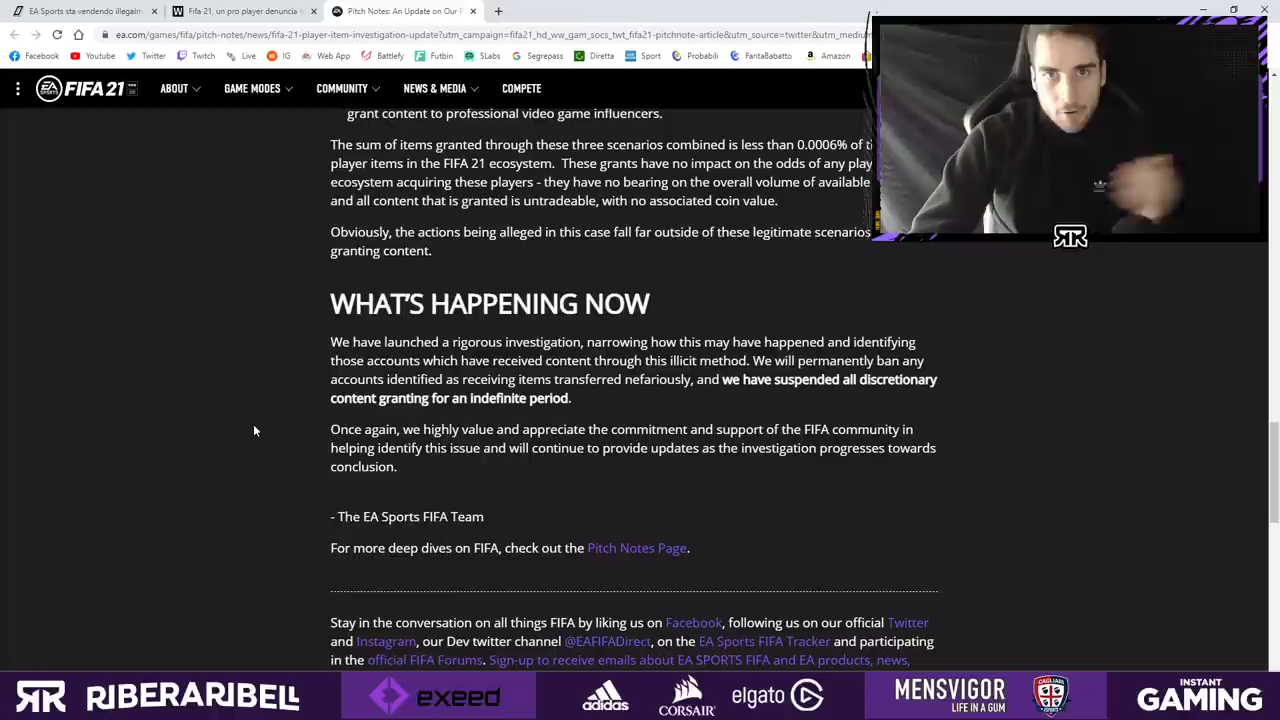 EA Sports sta vendendo illegalm
Fifa 21, un pro player denuncia
Pitch Notes: An Update on Our P
ea.com/games/fifa/pitch-notes/news/fifa-21-player-item-investigation-update?utm_campaign=fifa21_hd_ww_gam_socs_twt_fifa21-pitchnote-article&utm_source=twitter&utm_medium
Facebook Youtube Twitter Twitch Live IG Web App Battlefy Futbin SLabs Segrepass Diretta Sport Probabili FantaBabatto Amazon
FIFA 21 ABOUT GAME MODES COMMUNITY NEWS & MEDIA COMPETE
grant content to professional video game influencers.
The sum of items granted through these three scenarios combined is less than 0.0006% of
player items in the FIFA 21 ecosystem. These grants have no impact on the odds of any
ecosystem acquiring these players - they have no bearing on the overall volume of available
and all content that is granted is untradeable, with no associated coin value.
Obviously, the actions being alleged in this case fall far outside of these legitimate scenarios
granting content.
WHAT'S HAPPENING NOW
We have launched a rigorous investigation, narrowing how this may have happened and identifying
those accounts which have received content through this illicit method. We will permanently ban any
accounts identified as receiving items transferred nefariously, and we have suspended all discretionary
content granting for an indefinite period.
Once again, we highly value and appreciate the commitment and support of the FIFA community in
helping identify this issue and will continue to provide updates as the investigation progresses towards
conclusion.
- The EA Sports FIFA Team
For more deep dives on FIFA, check out the Pitch Notes Page.
Stay in the conversation on all things FIFA by liking us on Facebook, following us on our official Twitter
and Instagram, our Dev twitter channel @EAFIFADirect, on the EA Sports FIFA Tracker and participating
in the official FIFA Forums. Sign-up to receive emails about EA SPORTS FIFA and EA products, news,
RR RIBERARIBELL exeed adidas CORSAIR elgato MENSVIGOR LIFE IN A GUM CAGLIARI INSTANT GAMING